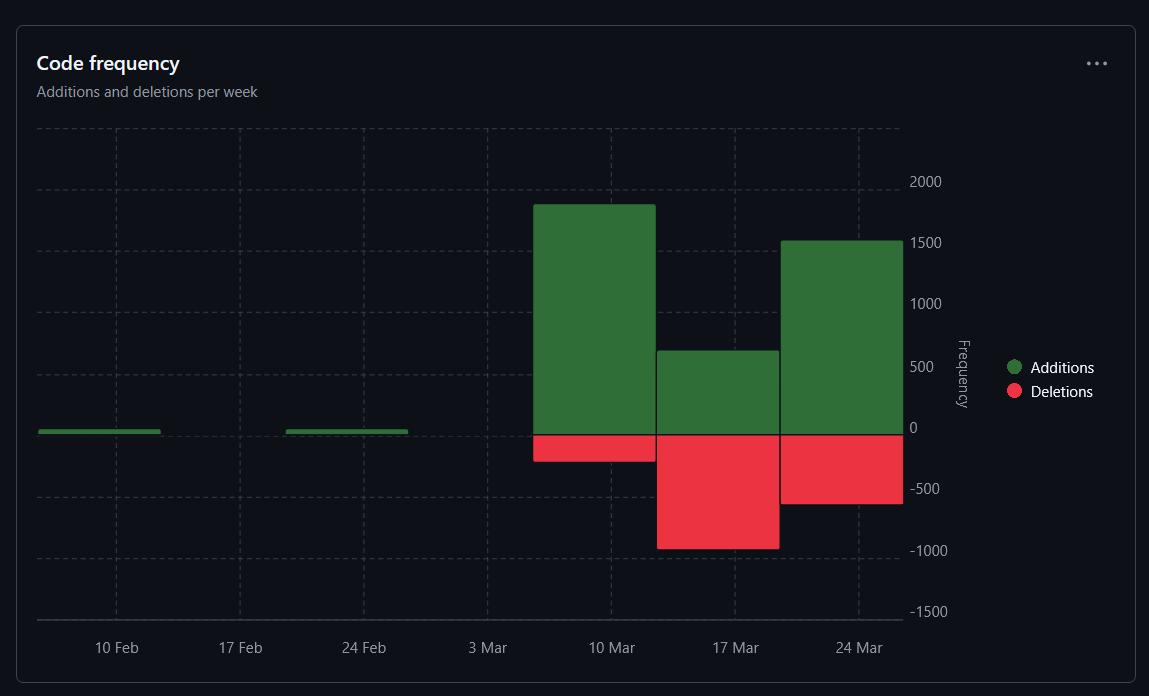 Code frequency
Additions and deletions per week
2000
1500
1000
500
0
-500
-1000
-1500
Frequency
Additions
Deletions
10 Feb 17 Feb 24 Feb 3 Mar 10 Mar 17 Mar 24 Mar